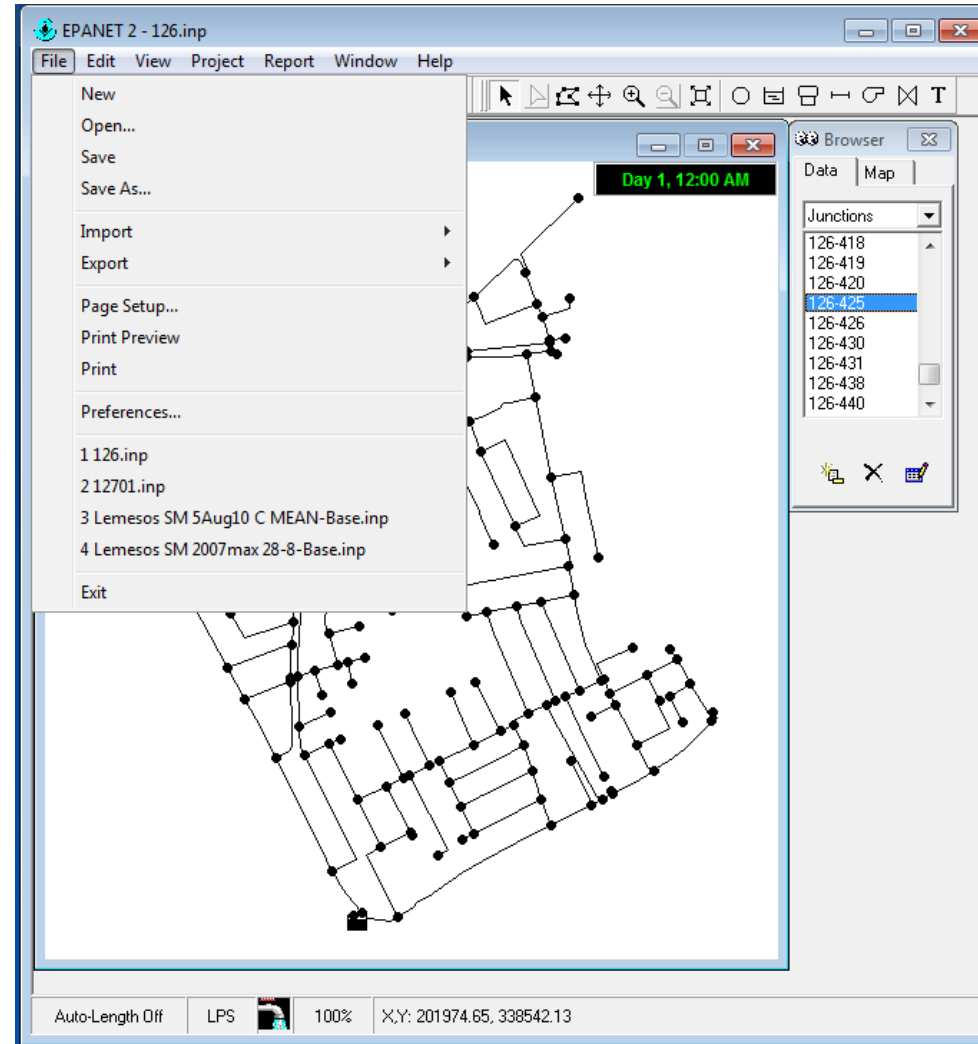 EPANET 2 - 126.inp
File Edit View Project Report Window Help
T
New
Open...
Save
Save As...
Import
Export
Page Setup...
Print Preview
Print
Preferences...
1 126.inp
2 12701.inp
3 Lemesos SM 5Aug10 C MEAN-Base.inp
4 Lemesos SM 2007max 28-8-Base.inp
Exit
Day 1, 12:00 AM
Browser
Data Map
Junctions
126-418
126-419
126-420
126-425
126-426
126-430
126-431
126-438
126-440
Auto-Length Off LPS 100% X,Y: 201974.65, 338542.13